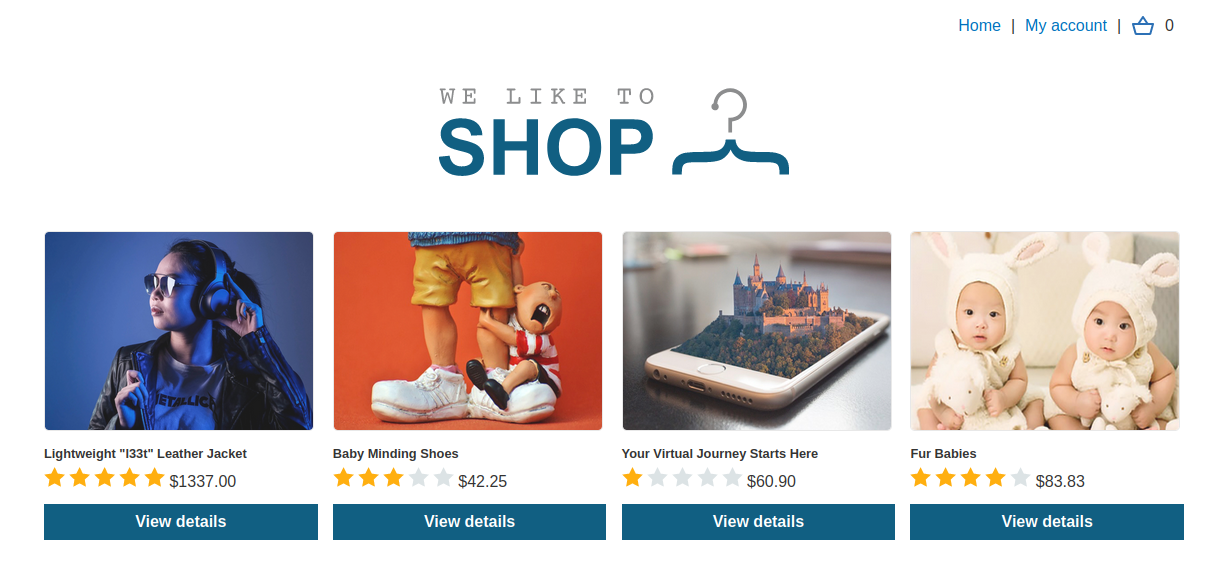 Home | My account | 0
WE LIKE TO
SHOP
METALLICA
Lightweight "l33t" Leather Jacket
Baby Minding Shoes
Your Virtual Journey Starts Here
Fur Babies
$1337.00
$42.25
$60.90
$83.83
View details
View details
View details
View details